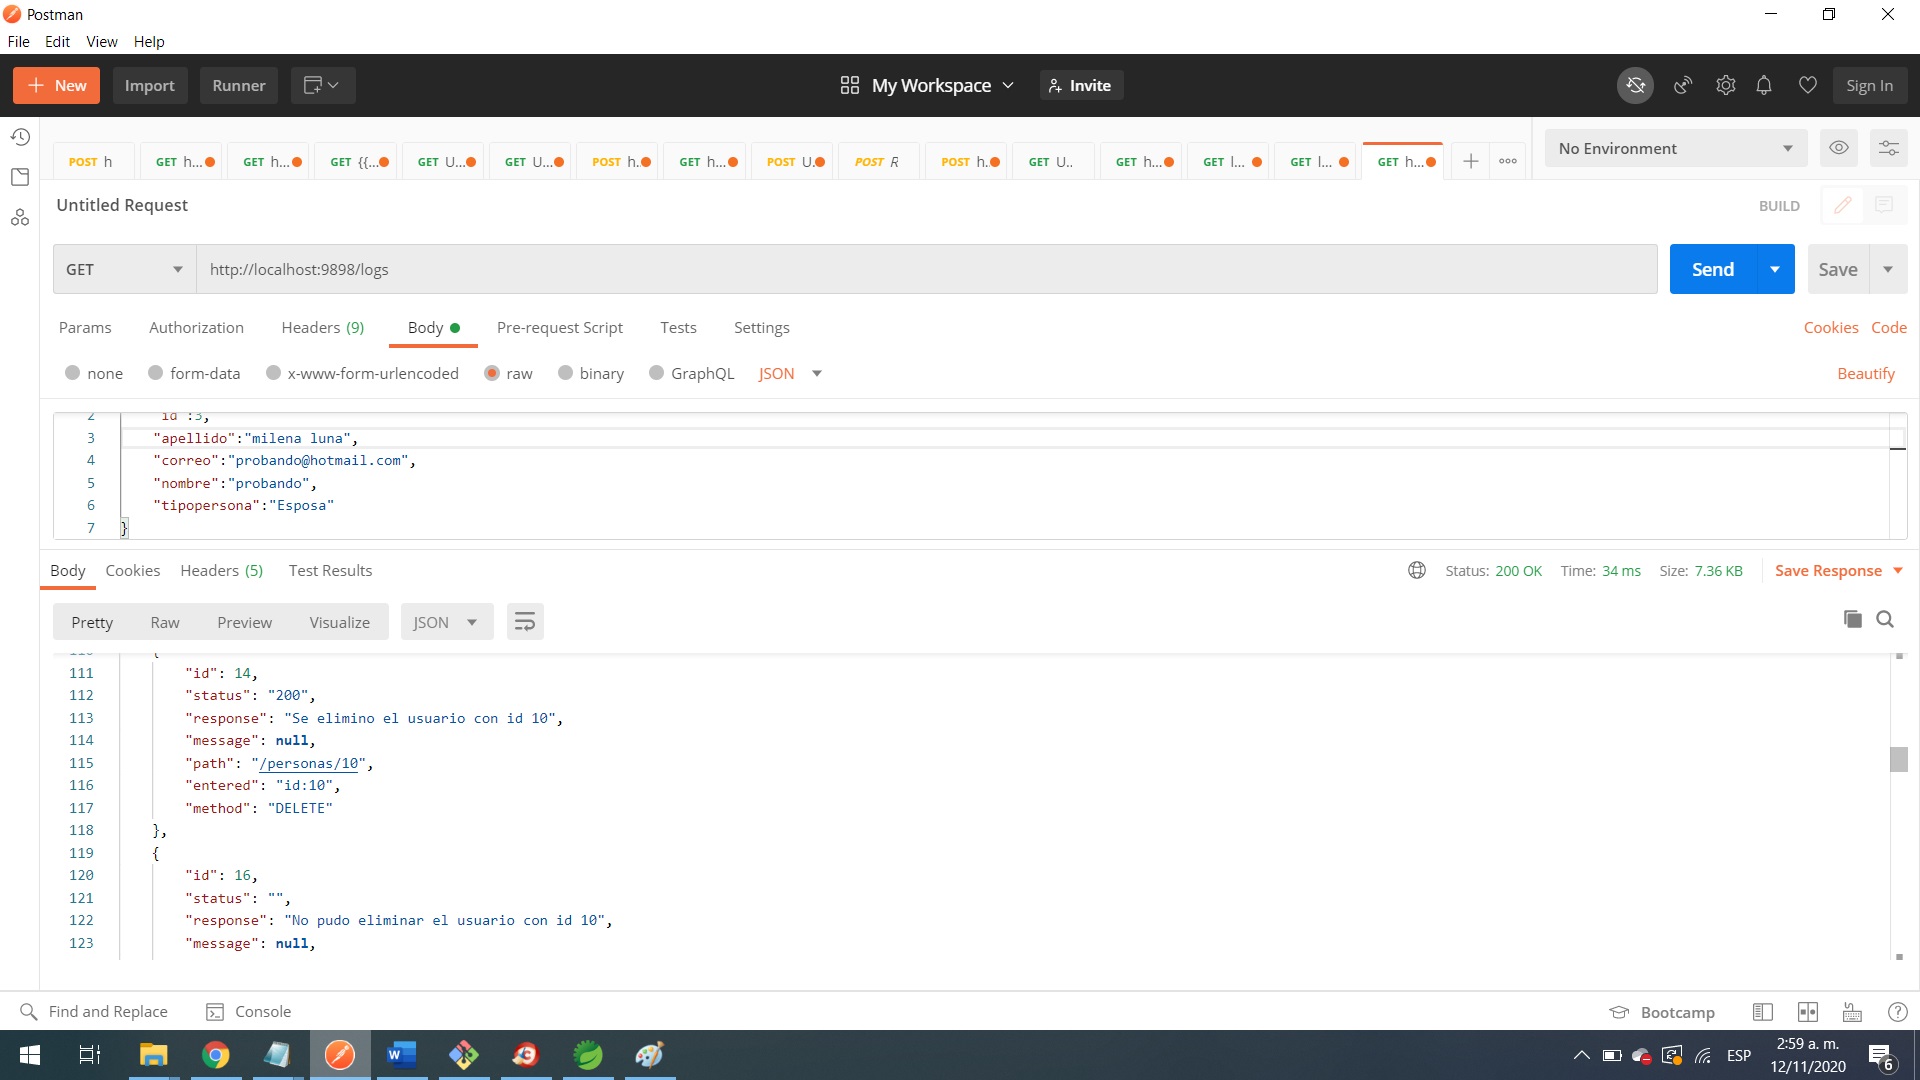 Postman
File Edit View Help
New Import Runner My Workspace Invite Sign In
POST h GET h... GET h... GET {{... GET U... GET U... POST h. GET h... POST U. POST R POST h. GET U.. GET h... GET l... GET l... GET h... No Environment
Untitled Request BUILD
GET http://localhost:9898/logs Send Save
Params Authorization Headers (9) Body Pre-request Script Tests Settings Cookies Code
none form-data x-www-form-urlencoded raw binary GraphQL JSON Beautify
2 id :3,
3 "apellido":"milena luna",
4 "correo":"probando@hotmail.com",
5 "nombre":"probando",
6 "tipopersona":"Esposa"
7 }
Body Cookies Headers (5) Test Results Status: 200 OK Time: 34 ms Size: 7.36 KB Save Response
Pretty Raw Preview Visualize JSON
111 "id": 14,
112 "status": "200",
113 "response": "Se elimino el usuario con id 10",
114 "message": null,
115 "path": "/personas/10",
116 "entered": "id:10",
117 "method": "DELETE"
118 },
119 {
120 "id": 16,
121 "status": "",
122 "response": "No pudo eliminar el usuario con id 10",
123 "message": null,
Find and Replace Console Bootcamp
ESP 2:59 a. m.
12/11/2020 6